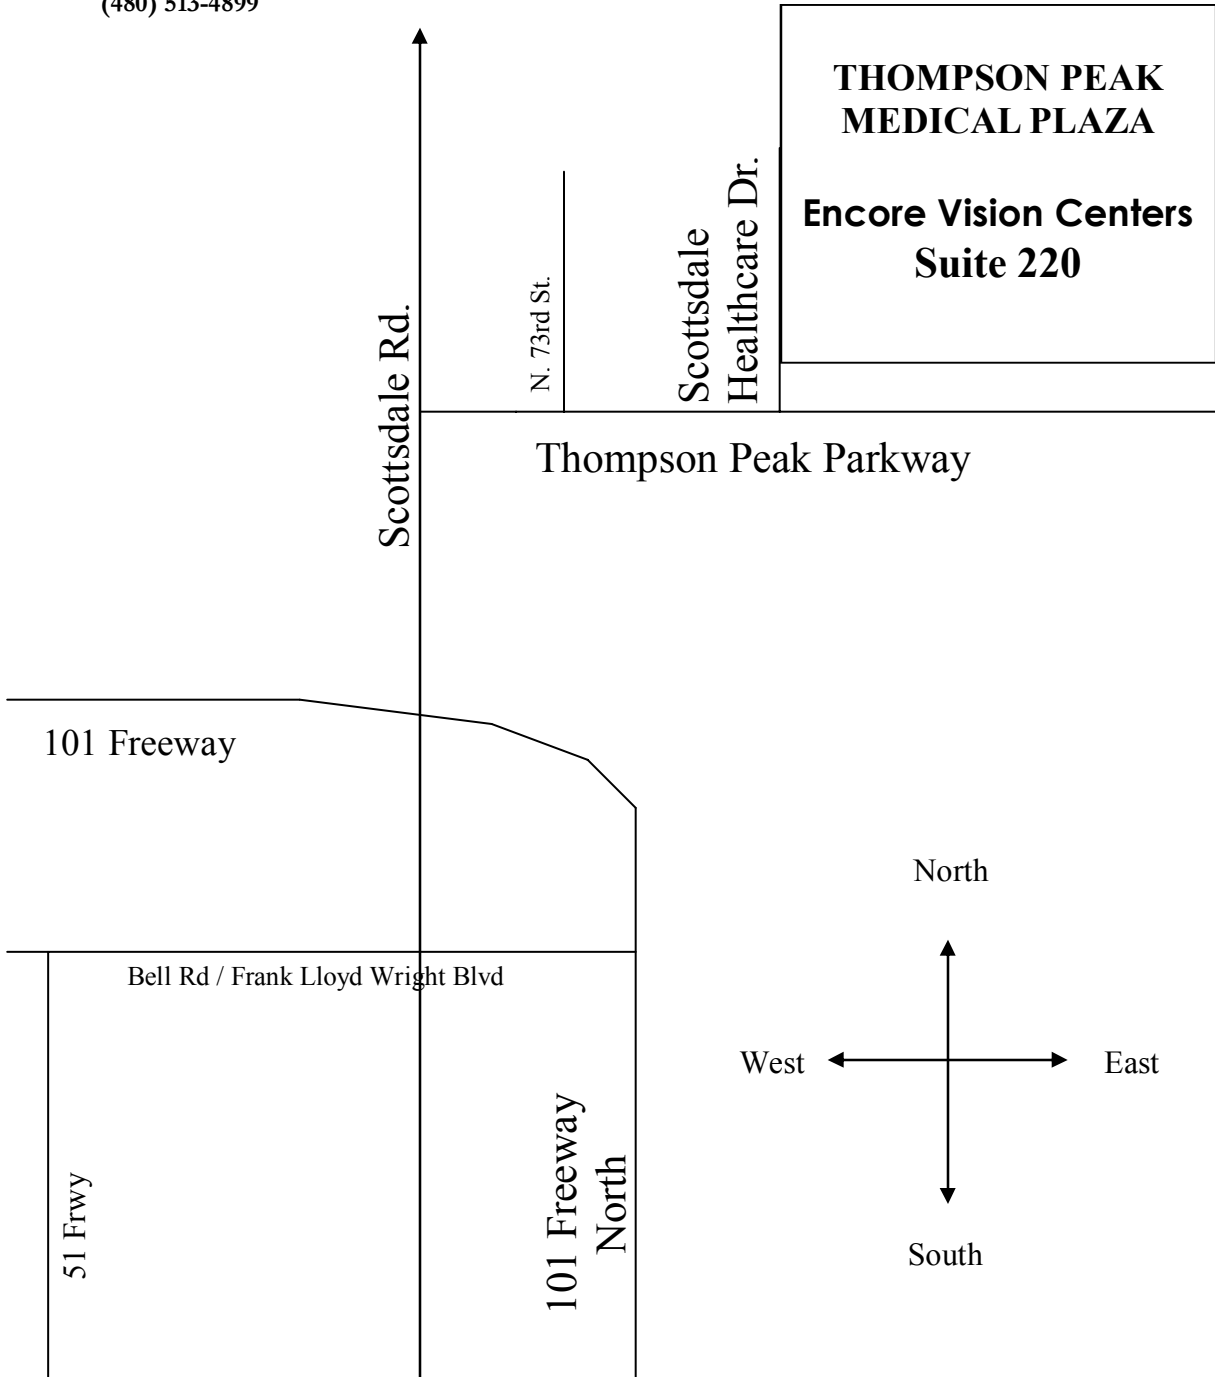 (480) 513-4899
THOMPSON PEAK
MEDICAL PLAZA
Encore Vision Centers
Suite 220
Scottsdale
Healthcare Dr.
N. 73rd St.
Scottsdale Rd.
Thompson Peak Parkway
101 Freeway
North
Bell Rd / Frank Lloyd Wright Blvd
West
East
51 Frwy
101 Freeway
North
South